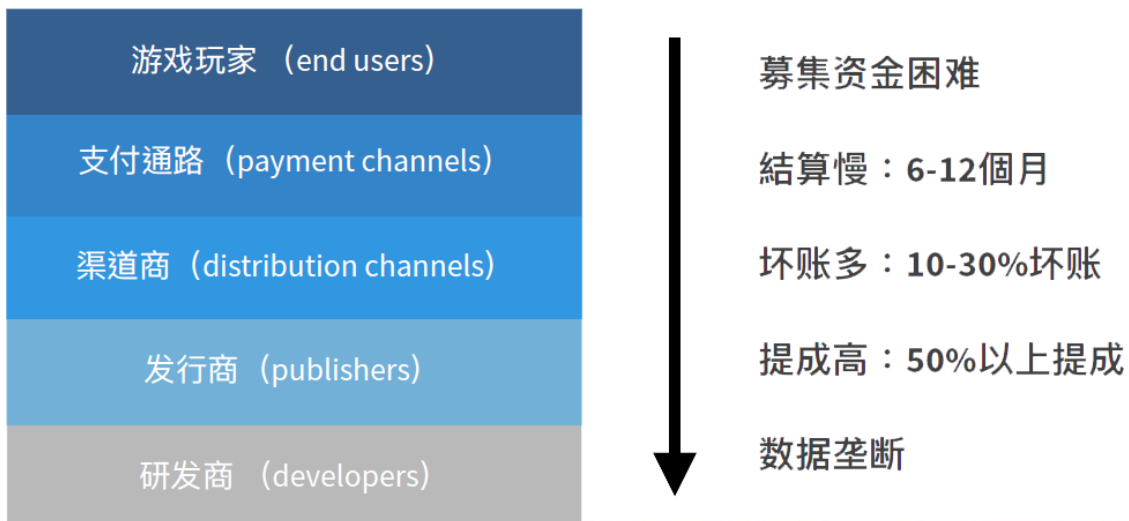 游戏玩家 （end users）
支付通路（payment channels）
渠道商（distribution channels）
发行商（publishers）
研发商 （developers）
募集资金困难
結算慢：6-12個月
坏账多：10-30%坏账
提成高：50%以上提成
数据垄断